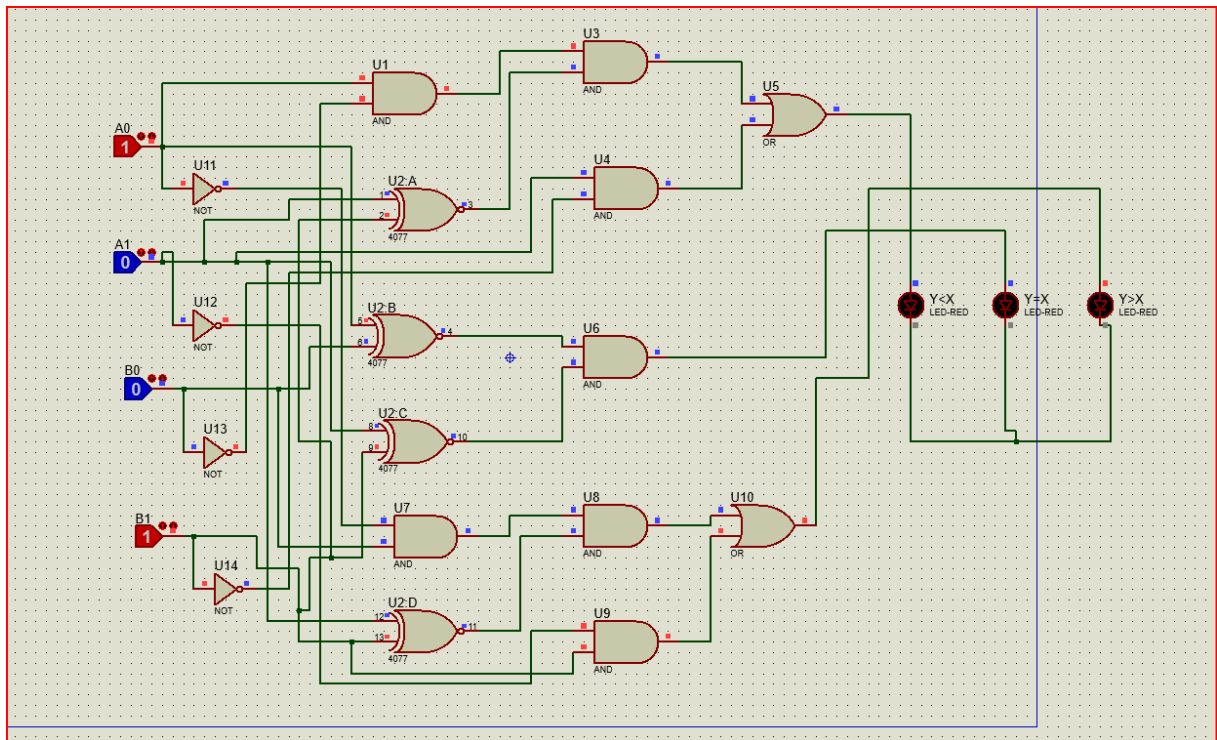 U3
AND
U1
AND
U5
OR
A0
1
U11
NOT
U4
AND
U2:A
1
2
3
4077
A1
0
U12
NOT
U2:B
5
6
4
4077
U6
AND
Y<X
LED-RED
Y=X
LED-RED
Y>X
LED-RED
B0
0
U13
NOT
U2:C
8
9
10
4077
B1
1
U14
NOT
U7
AND
U8
AND
U10
OR
U2:D
12
13
11
4077
U9
AND